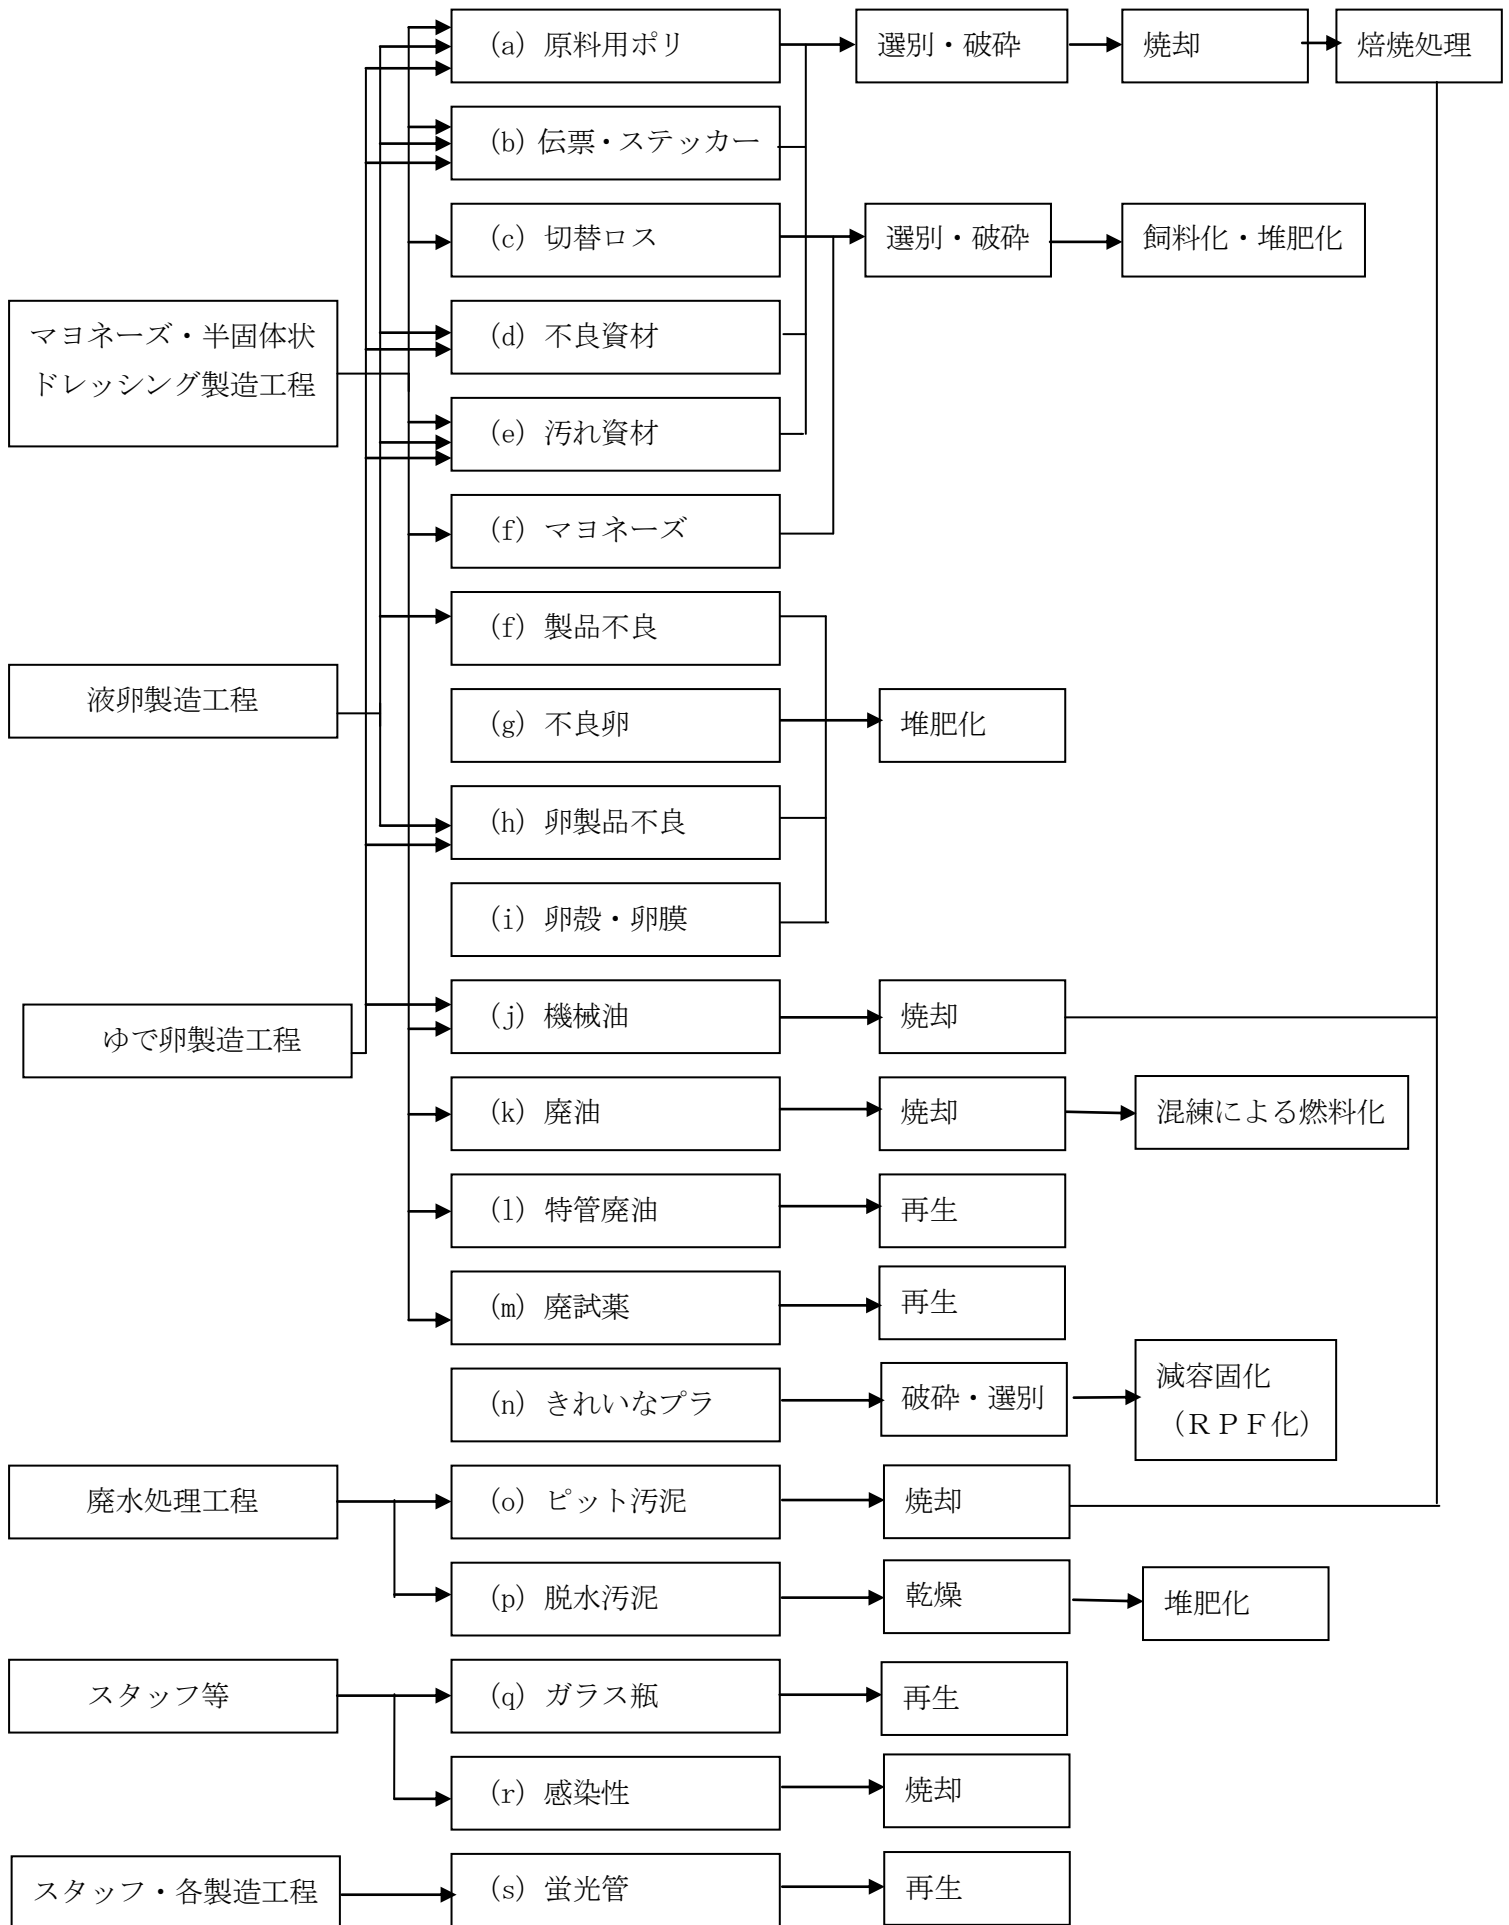 (a) 原料用ポリ
選別・破砕
焼却
焙焼処理
(b) 伝票・ステッカー
(c) 切替ロス
選別・破砕
飼料化・堆肥化
マヨネーズ・半固体状
ドレッシング製造工程
(d) 不良資材
(e) 汚れ資材
(f) マヨネーズ
(f) 製品不良
液卵製造工程
(g) 不良卵
堆肥化
(h) 卵製品不良
(i) 卵殻・卵膜
ゆで卵製造工程
(j) 機械油
焼却
(k) 廃油
焼却
混練による燃料化
(l) 特管廃油
再生
(m) 廃試薬
再生
(n) きれいなプラ
破砕・選別
減容固化
（ＲＰＦ化）
廃水処理工程
(o) ピット汚泥
焼却
(p) 脱水汚泥
乾燥
堆肥化
スタッフ等
(q) ガラス瓶
再生
(r) 感染性
焼却
スタッフ・各製造工程
(s) 蛍光管
再生